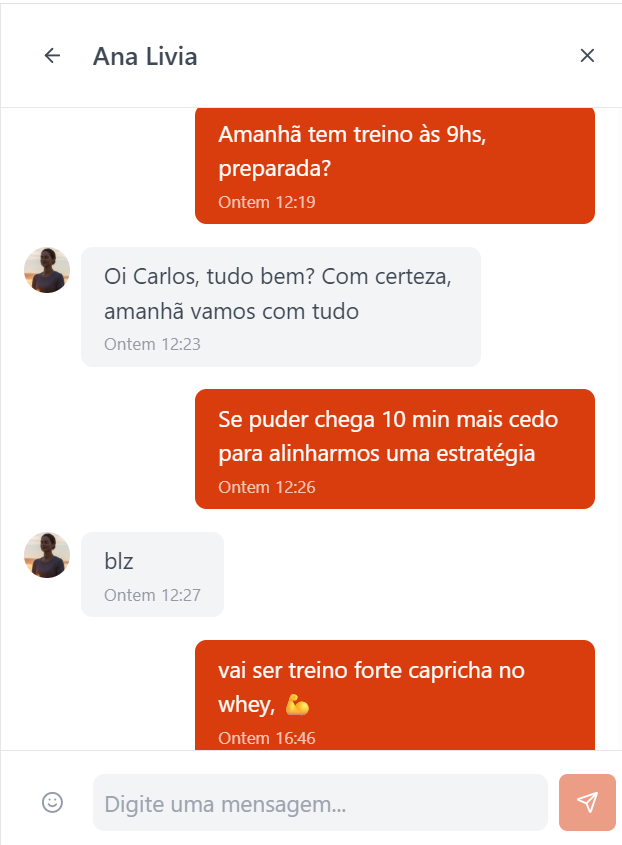 Ana Livia
Amanhã tem treino às 9hs,
preparada?
Ontem 12:19
Oi Carlos, tudo bem? Com certeza,
amanhã vamos com tudo
Ontem 12:23
Se puder chega 10 min mais cedo
para alinharmos uma estratégia
Ontem 12:26
blz
Ontem 12:27
vai ser treino forte capricha no
whey, 💪
Ontem 16:46
Digite uma mensagem...